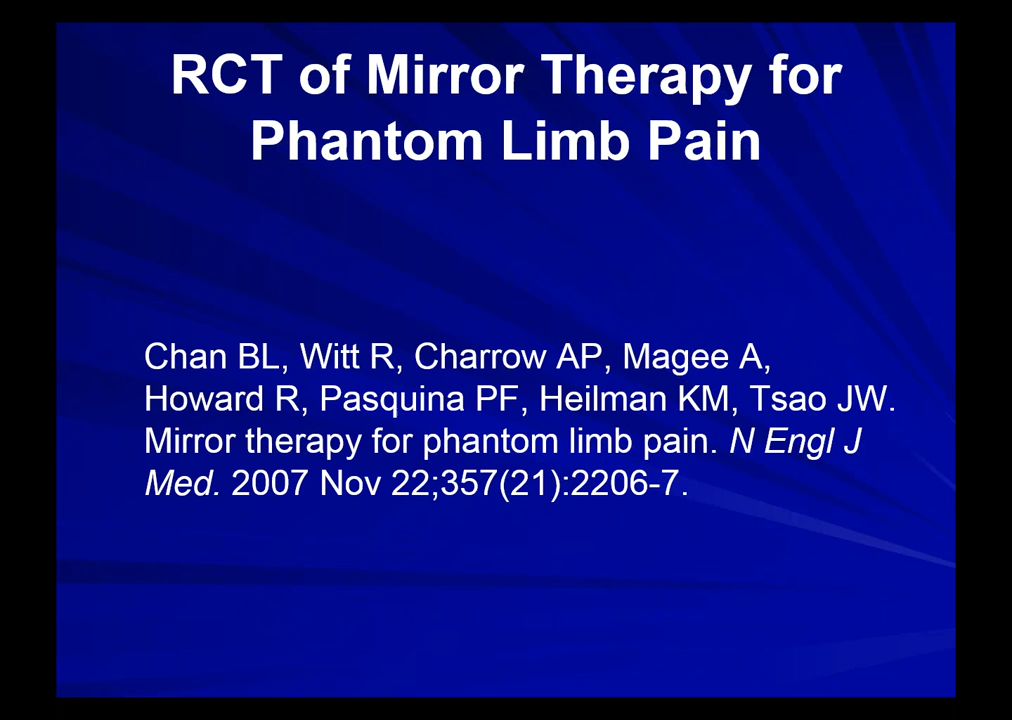 RCT of Mirror Therapy for
Phantom Limb Pain
Chan BL, Witt R, Charrow AP, Magee A,
Howard R, Pasquina PF, Heilman KM, Tsao JW.
Mirror therapy for phantom limb pain. N Engl J
Med. 2007 Nov 22;357(21):2206-7.